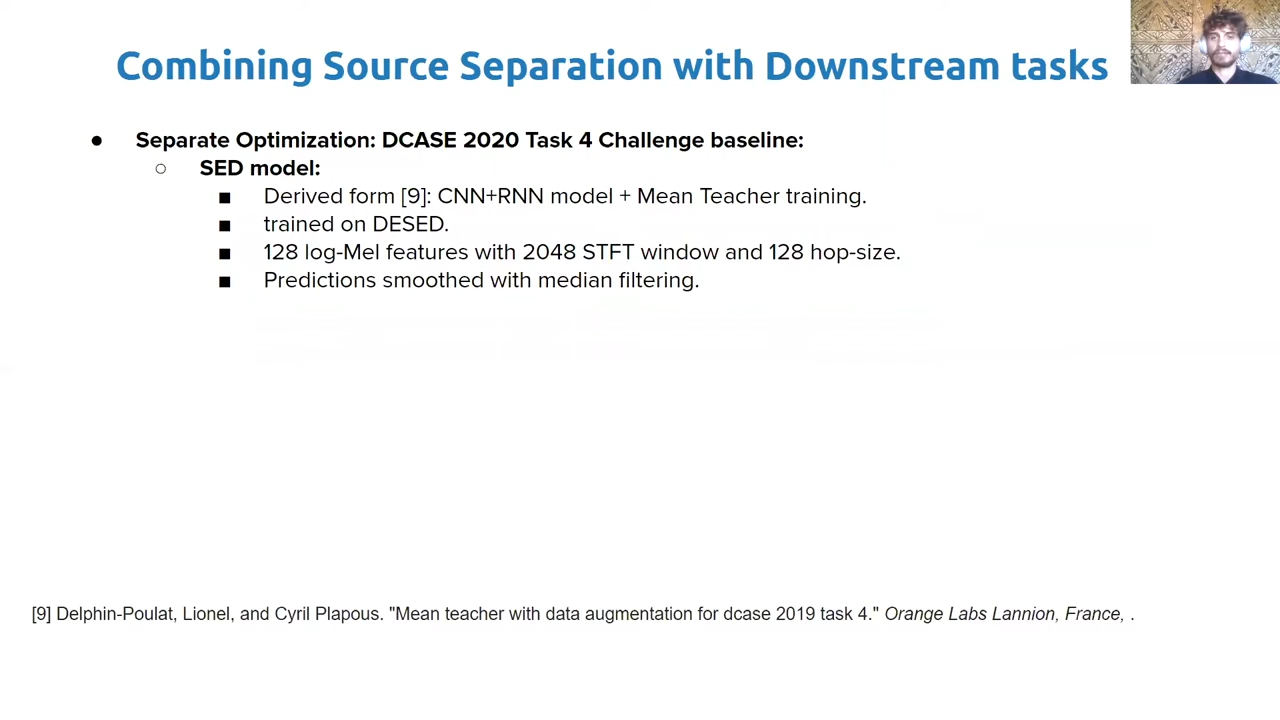 Combining Source Separation with Downstream tasks
● Separate Optimization: DCASE 2020 Task 4 Challenge baseline:
○ SED model:
■ Derived form [9]: CNN+RNN model + Mean Teacher training.
■ trained on DESED.
■ 128 log-Mel features with 2048 STFT window and 128 hop-size.
■ Predictions smoothed with median filtering.
[9] Delphin-Poulat, Lionel, and Cyril Plapous. "Mean teacher with data augmentation for dcase 2019 task 4." Orange Labs Lannion, France, .